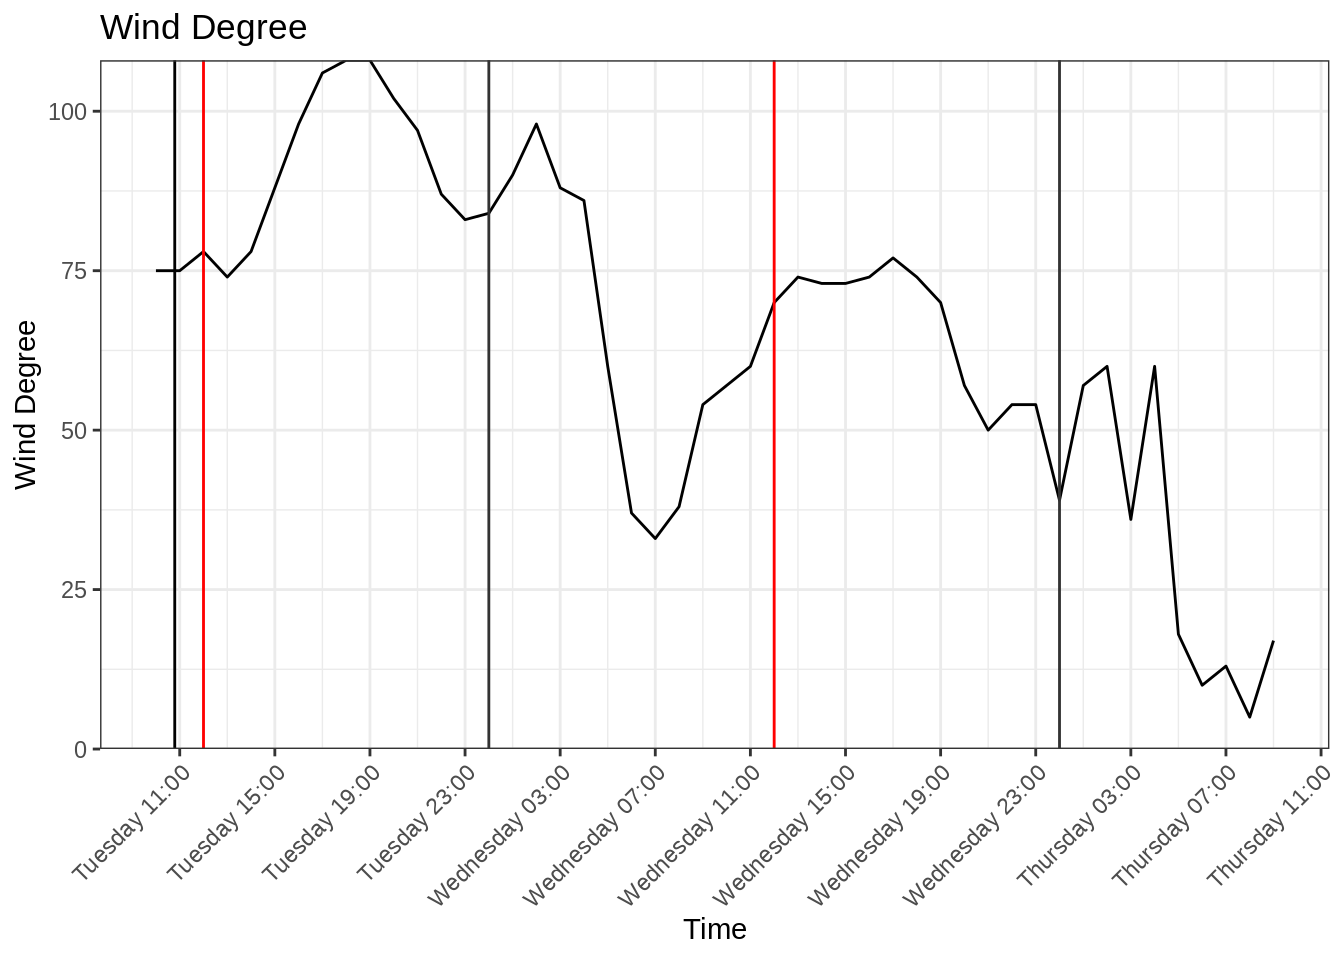 Wind Degree
Wind Degree
100
75
50
25
0
Tuesday 11:00
Tuesday 15:00
Tuesday 19:00
Tuesday 23:00
Wednesday 03:00
Wednesday 07:00
Wednesday 11:00
Wednesday 15:00
Wednesday 19:00
Wednesday 23:00
Thursday 03:00
Thursday 07:00
Thursday 11:00
Time